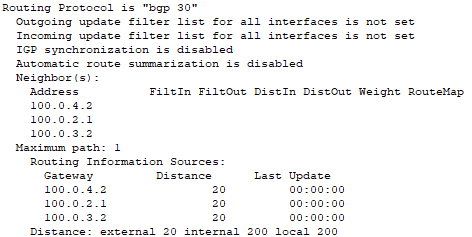 Routing Protocol is "bgp 30"
Outgoing update filter list for all interfaces is not set
Incoming update filter list for all interfaces is not set
IGP synchronization is disabled
Automatic route summarization is disabled
Neighbor(s):
Address FiltIn FiltOut DistIn DistOut Weight RouteMap
100.0.4.2
100.0.2.1
100.0.3.2
Maximum path: 1
Routing Information Sources:
Gateway Distance Last Update
100.0.4.2 20 00:00:00
100.0.2.1 20 00:00:00
100.0.3.2 20 00:00:00
Distance: external 20 internal 200 local 200